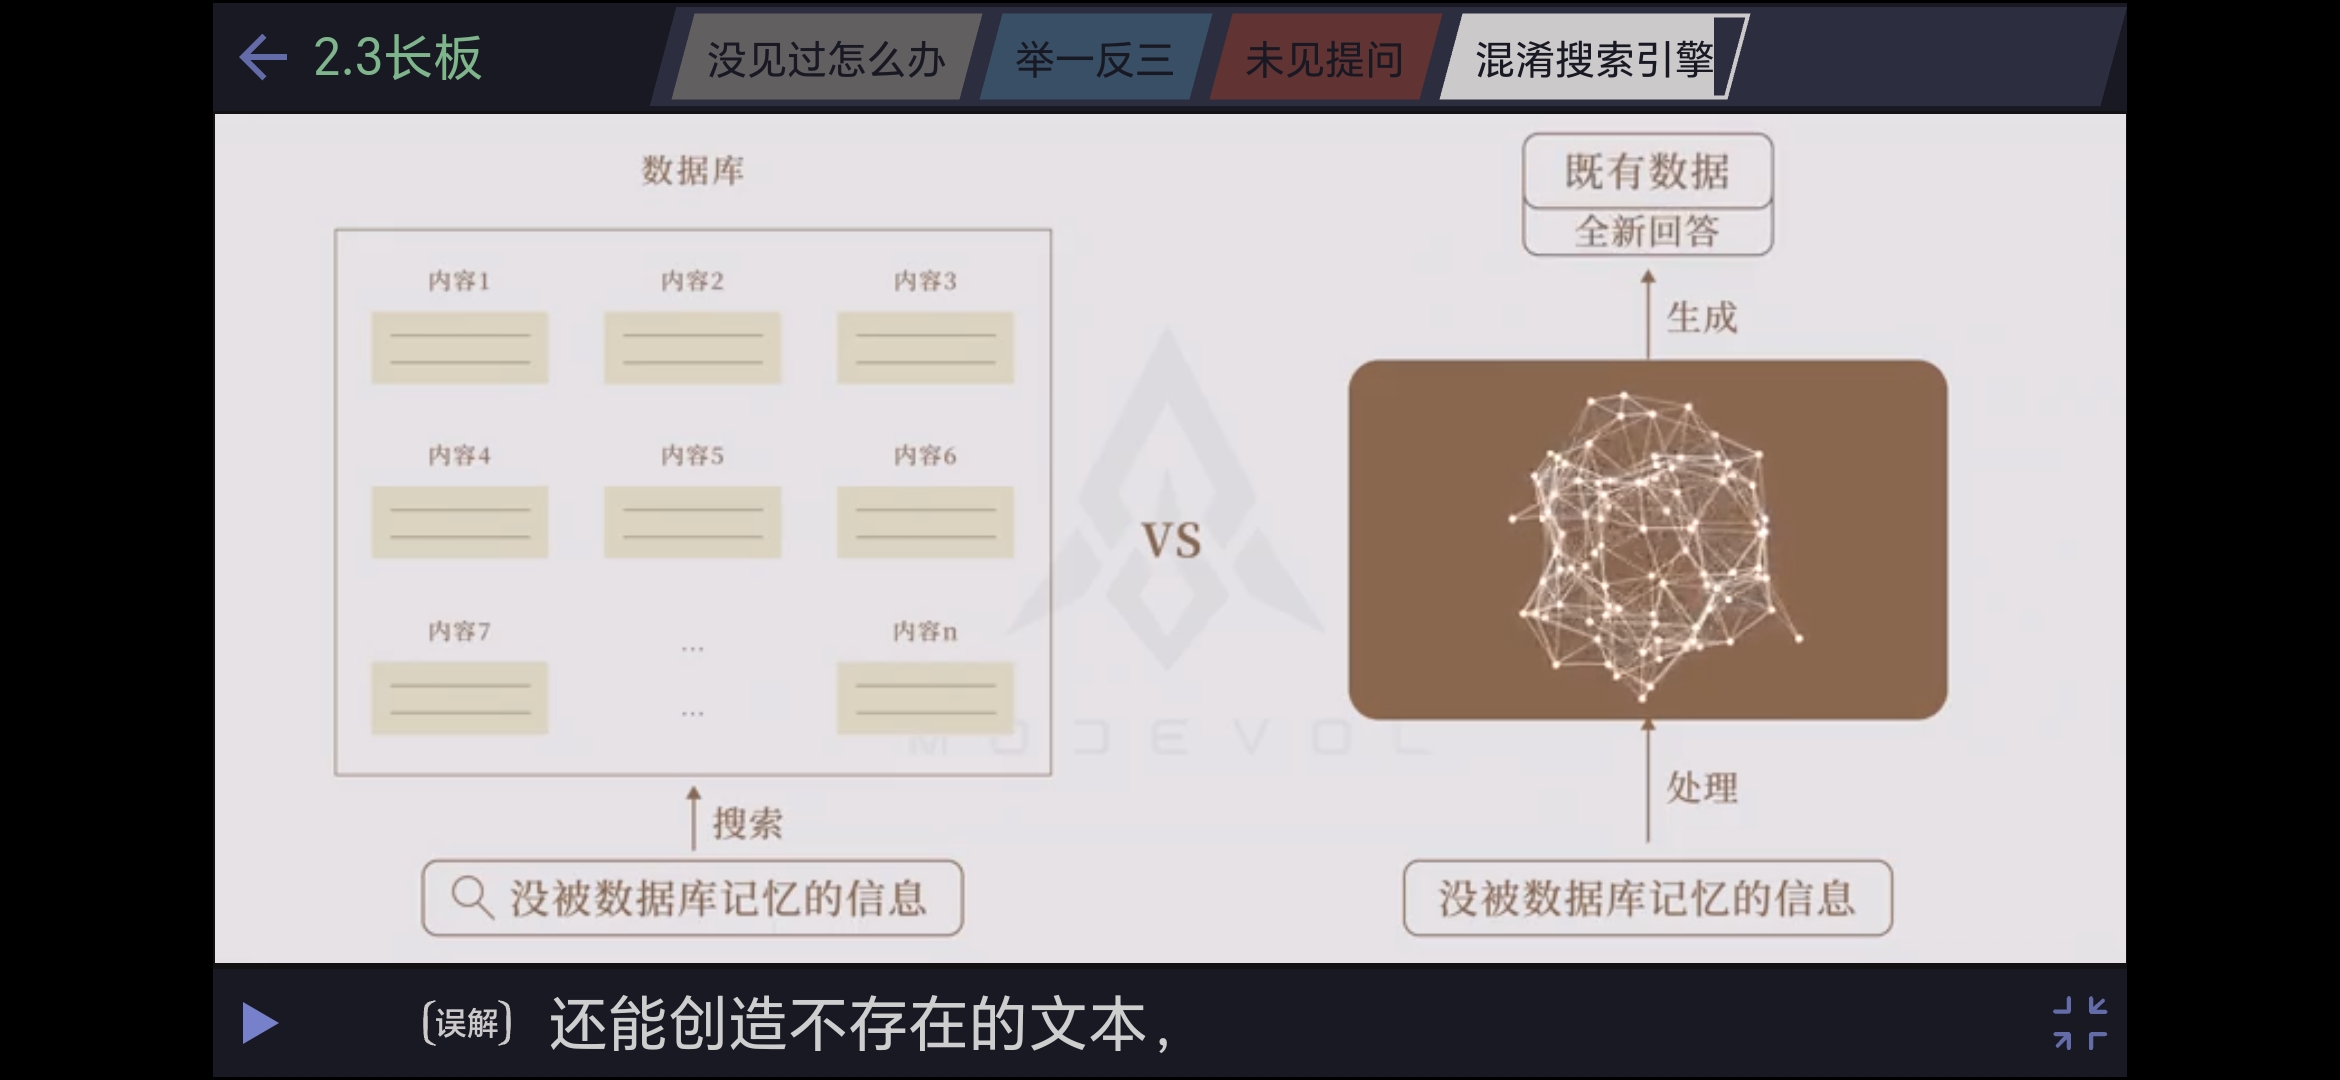 2.3长板
没见过怎么办
举一反三
未见提问
混淆搜索引擎
数据库
内容1
内容2
内容3
内容4
内容5
内容6
内容7
...
...
内容n
搜索
没被数据库记忆的信息
VS
既有数据
全新回答
生成
处理
没被数据库记忆的信息
MODEVOL
(误解) 还能创造不存在的文本,